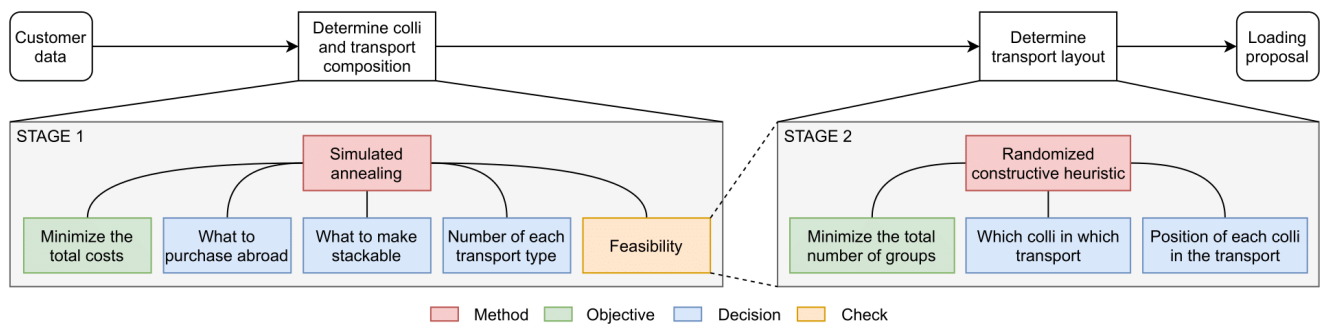 Customer
data
Determine colli
and transport
composition
Determine
transport layout
Loading
proposal
STAGE 1
Simulated
annealing
Minimize the
total costs
What to
purchase abroad
What to make
stackable
Number of each
transport type
Feasibility
STAGE 2
Randomized
constructive heuristic
Minimize the total
number of groups
Which colli in which
transport
Position of each colli
in the transport
Method
Objective
Decision
Check